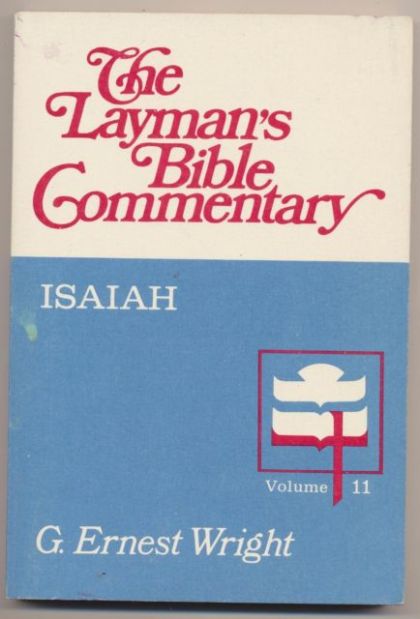 The
Layman's
Bible
Commentary
ISAIAH
Volume 11
G. Ernest Wright